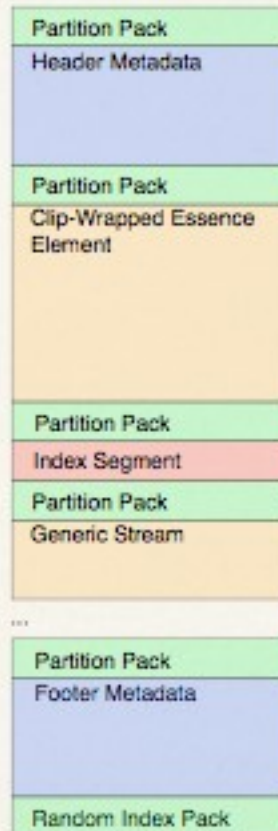 Partition Pack
Header Metadata
Partition Pack
Clip-Wrapped Essence
Element
Partition Pack
Index Segment
Partition Pack
Generic Stream
...
Partition Pack
Footer Metadata
Random Index Pack